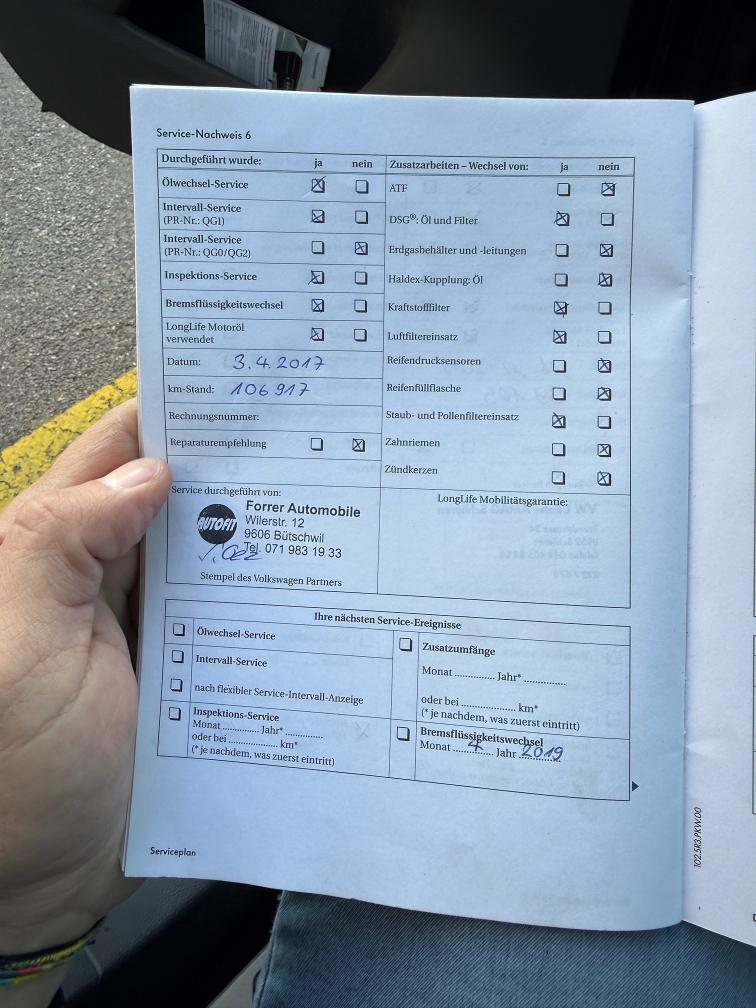 Service-Nachweis 6
Durchgeführt wurde: ja nein
Ölwechsel-Service
Intervall-Service
(PR-Nr.: QG1)
Intervall-Service
(PR-Nr.: QG0/QG2)
Inspektions-Service
Bremsflüssigkeitswechsel
LongLife Motoröl
verwendet
Datum: 3.4.2017
km-Stand: 106 917
Rechnungsnummer:
Reparaturempfehlung
Zusatzarbeiten – Wechsel von: ja nein
ATF
DSG®: Öl und Filter
Erdgasbehälter und -leitungen
Haldex-Kupplung: Öl
Kraftstofffilter
Luftfiltereinsatz
Reifendrucksensoren
Reifenfüllflasche
Staub- und Pollenfiltereinsatz
Zahnriemen
Zündkerzen
Service durchgeführt von:
AUTOFIT
Forrer Automobile
Wilerstr. 12
9606 Bütschwil
Tel. 071 983 19 33
Stempel des Volkswagen Partners
LongLife Mobilitätsgarantie:
Ihre nächsten Service-Ereignisse
Ölwechsel-Service
Intervall-Service
nach flexibler Service-Intervall-Anzeige
Inspektions-Service
Monat ............. Jahr* ..............
oder bei .................. km*
(* je nachdem, was zuerst eintritt)
Zusatzumfänge
Monat .............. Jahr* ..............
oder bei .................. km*
(* je nachdem, was zuerst eintritt)
Bremsflüssigkeitswechsel
Monat 4 Jahr 2019
Serviceplan
102.5R3.PKW.00